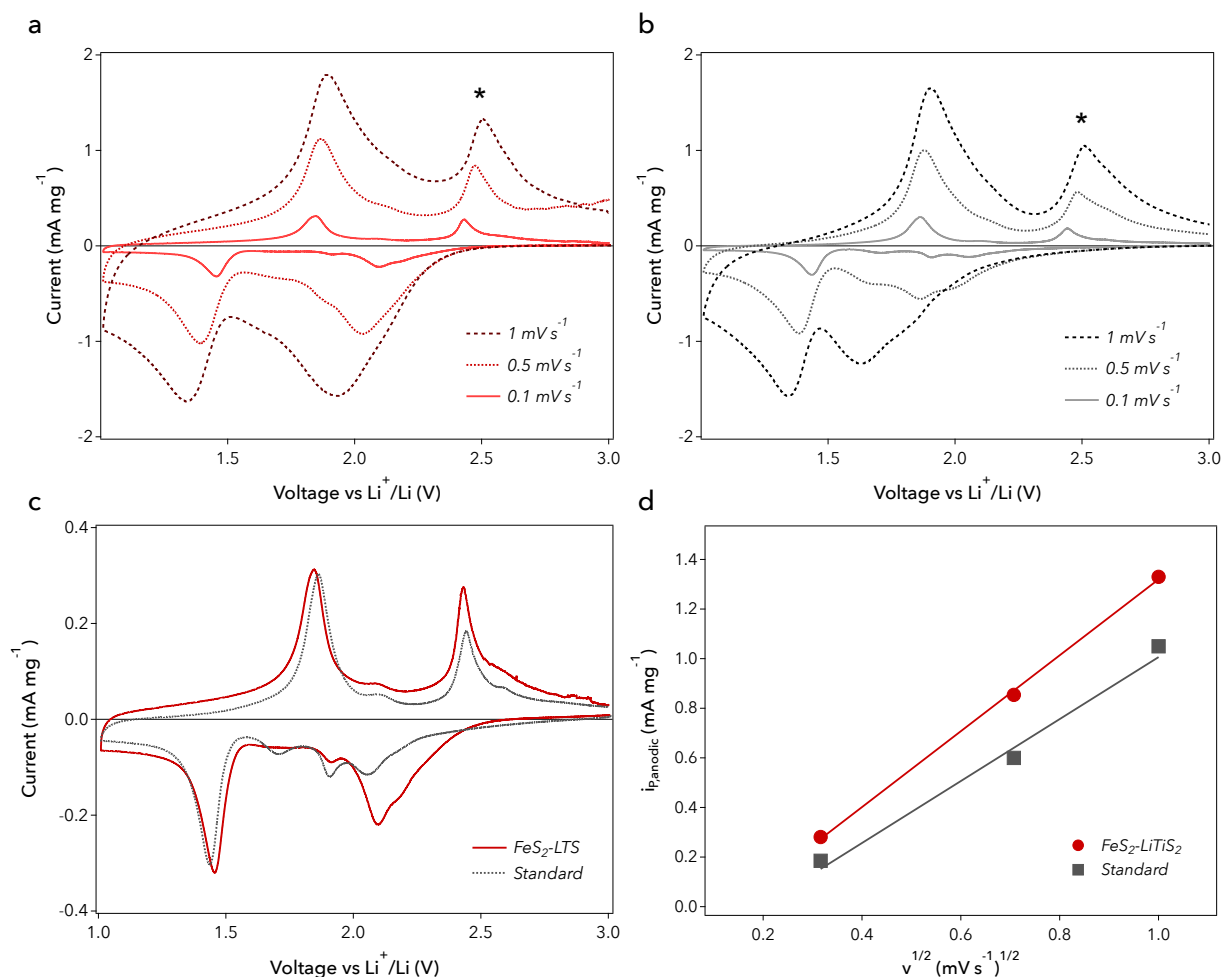 a
2
1
0
-1
-2
Current (mA mg⁻¹)
*
1 mV s⁻¹
0.5 mV s⁻¹
0.1 mV s⁻¹
1.5
2.0
2.5
3.0
Voltage vs Li⁺/Li (V)
b
2
1
0
-1
-2
Current (mA mg⁻¹)
*
1 mV s⁻¹
0.5 mV s⁻¹
0.1 mV s⁻¹
1.5
2.0
2.5
3.0
Voltage vs Li⁺/Li (V)
c
0.4
0.2
0.0
-0.2
-0.4
Current (mA mg⁻¹)
FeS₂-LTS
Standard
1.0
1.5
2.0
2.5
3.0
Voltage vs Li⁺/Li (V)
d
1.4
1.2
1.0
0.8
0.6
0.4
0.2
0.0
i_P,anodic (mA mg⁻¹)
FeS₂-LiTiS₂
Standard
0.2
0.4
0.6
0.8
1.0
v^1/2 (mV s⁻¹)^1/2